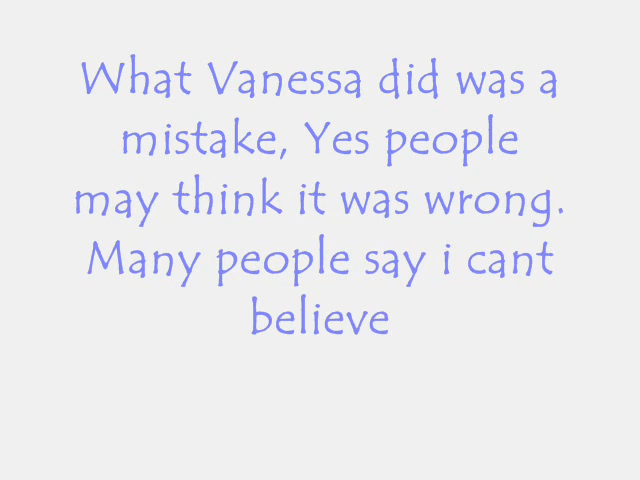 What Vanessa did was a
mistake, Yes people
may think it was wrong.
Many people say i cant
believe